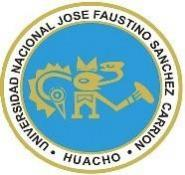 UNIVERSIDAD NACIONAL JOSE FAUSTINO SANCHEZ CARRION
· HUACHO ·